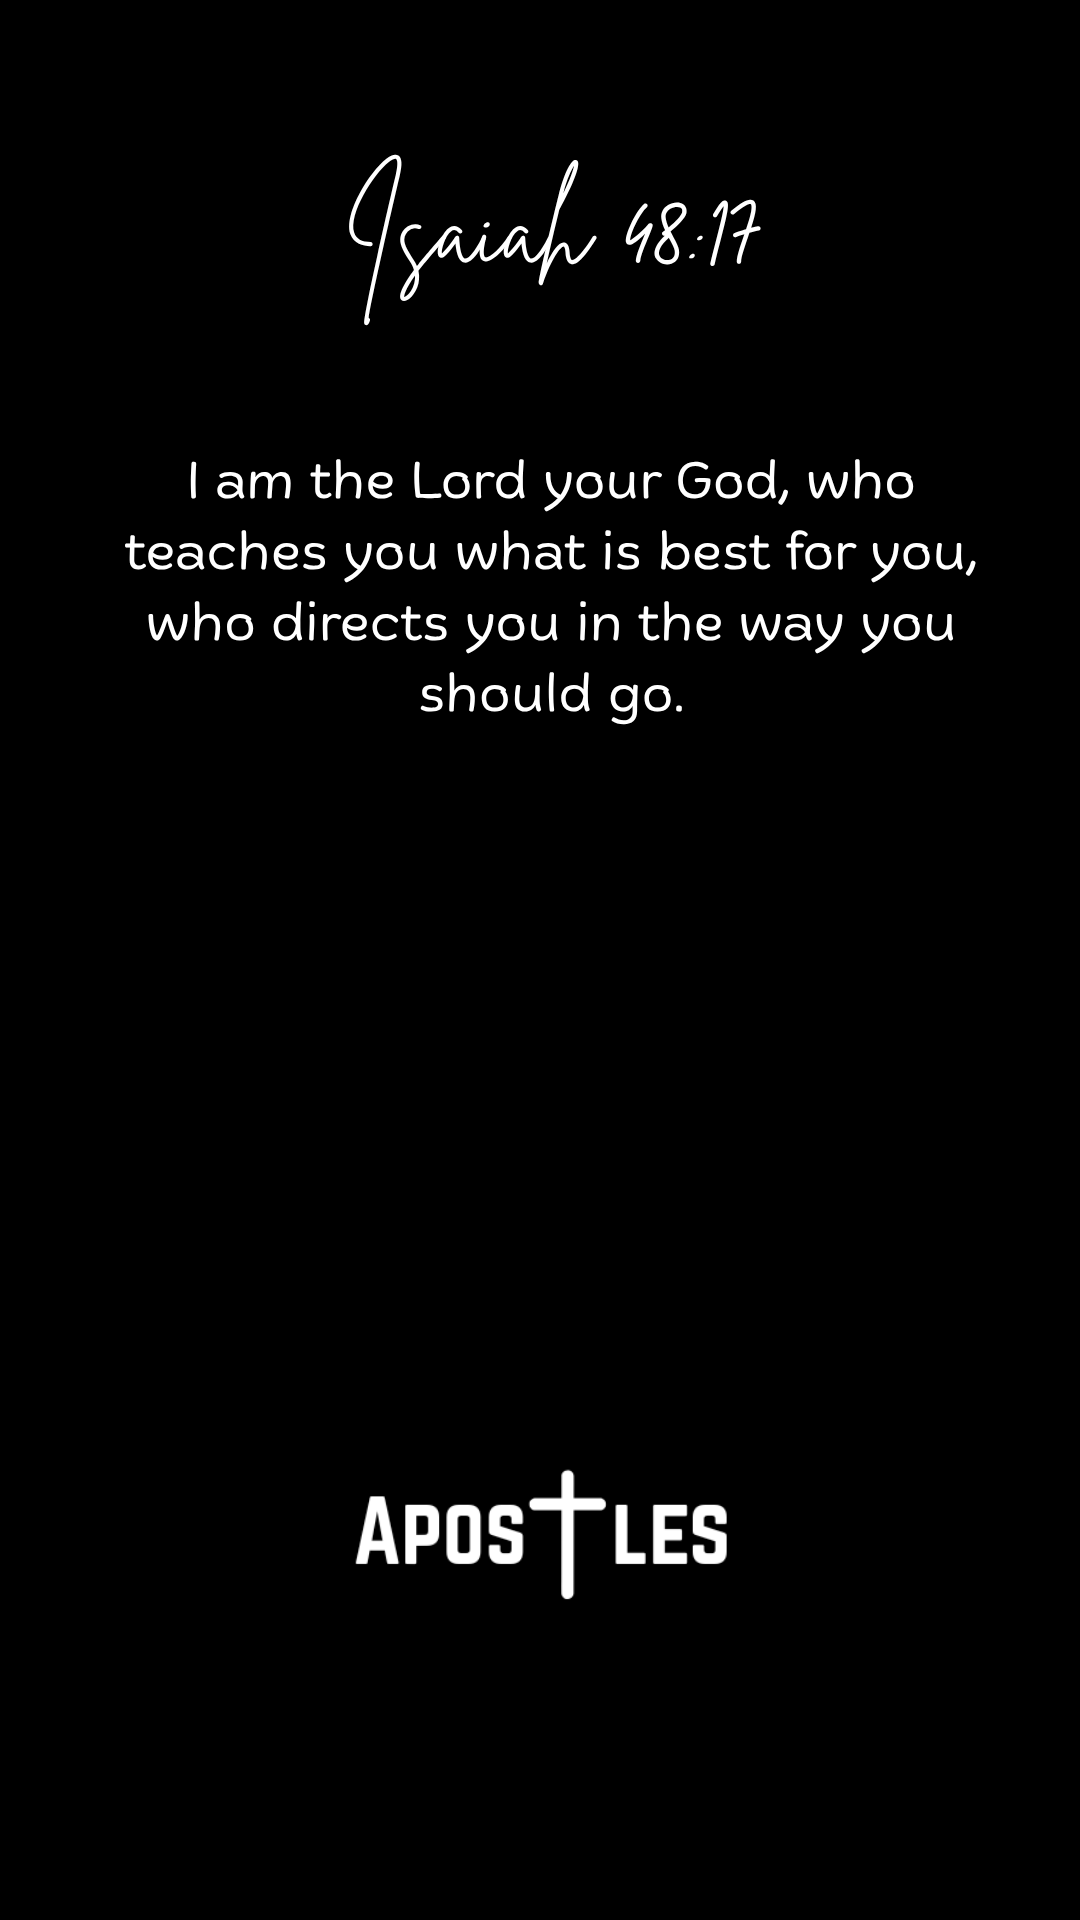 Isaiah 48:17
I am the Lord your God, who
teaches you what is best for you,
who directs you in the way you
should go.
APOSTLES